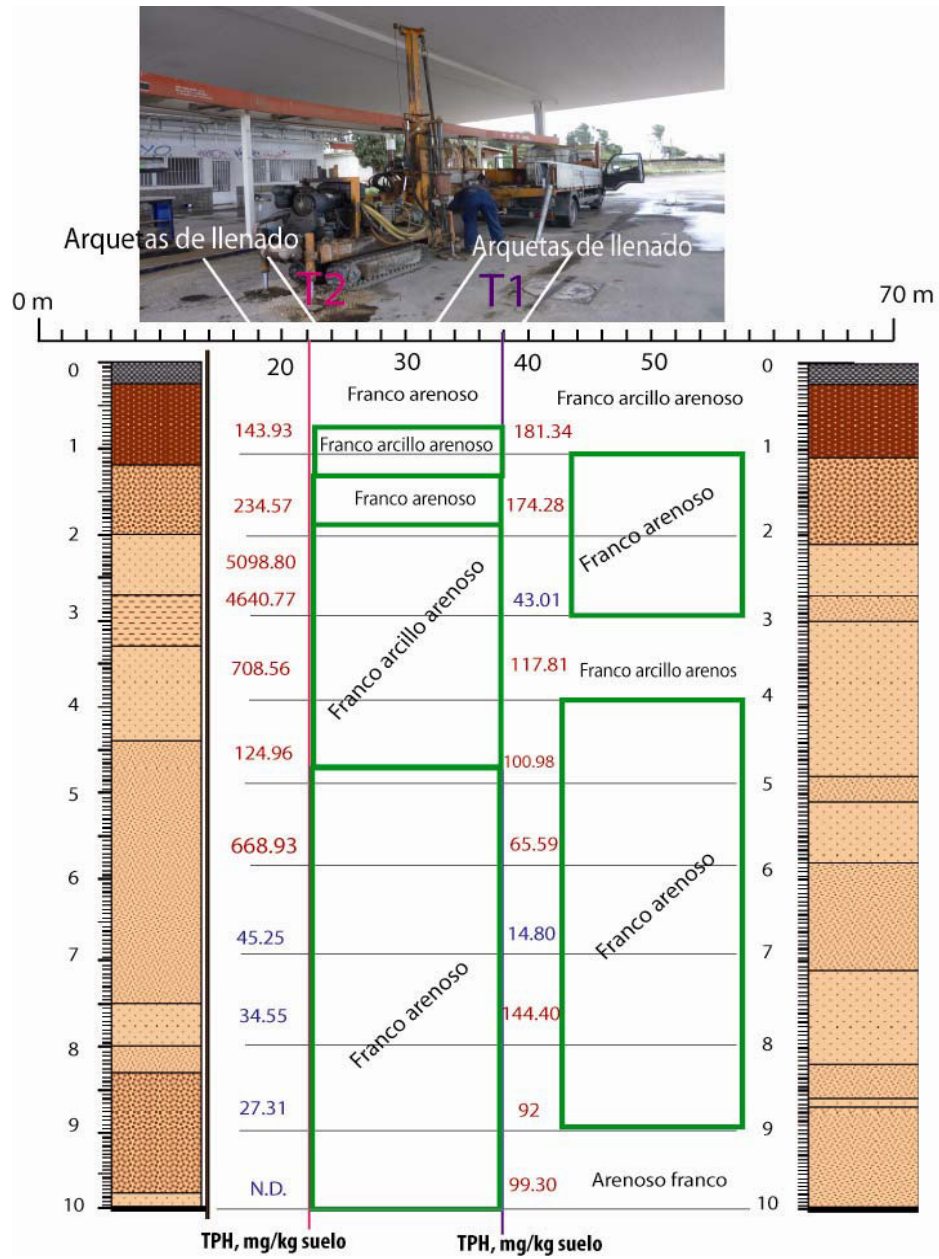 Arquetas de llenado
Arquetas de llenado
T2
T1
0 m
70 m
20
30
40
50
0
0
Franco arenoso
Franco arcillo arenoso
143.93
181.34
1
1
Franco arcillo arenoso
234.57
Franco arenoso
174.28
Franco arenoso
2
2
5098.80
4640.77
43.01
3
3
Franco arcillo arenoso
708.56
117.81
Franco arcillo arenos
4
4
124.96
100.98
5
5
668.93
65.59
6
6
Franco arenoso
45.25
14.80
7
7
Franco arenoso
34.55
144.40
8
8
27.31
92
9
9
N.D.
99.30
Arenoso franco
10
10
TPH, mg/kg suelo
TPH, mg/kg suelo